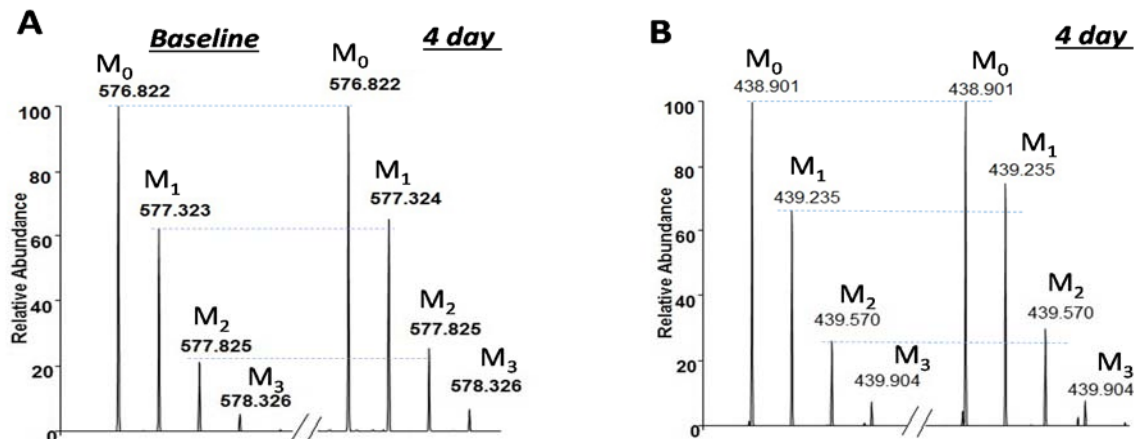 A
Baseline
4 day
M0
576.822
M0
576.822
M1
577.323
M1
577.324
M2
577.825
M2
577.825
M3
578.326
M3
578.326
Relative Abundance
100
80
60
40
20
0
B
4 day
M0
438.901
M0
438.901
M1
439.235
M1
439.235
M2
439.570
M2
439.570
M3
439.904
M3
439.904
Relative Abundance
100
80
60
40
20
0